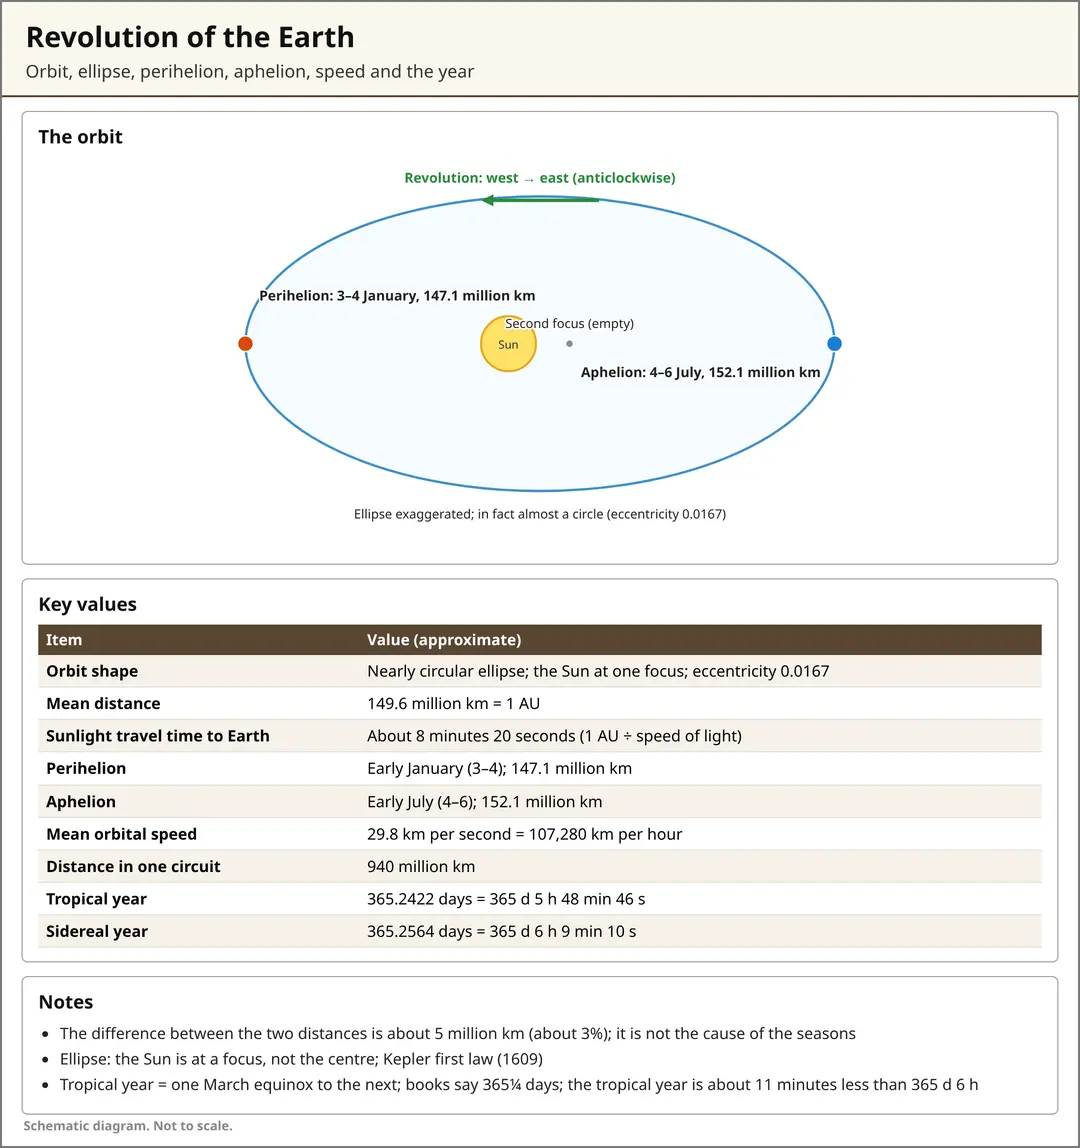 Revolution of the Earth
Orbit, ellipse, perihelion, aphelion, speed and the year
The orbit
Revolution: west → east (anticlockwise)
Perihelion: 3–4 January, 147.1 million km
Second focus (empty)
Sun
Aphelion: 4–6 July, 152.1 million km
Ellipse exaggerated; in fact almost a circle (eccentricity 0.0167)
Key values
Item Value (approximate)
Orbit shape Nearly circular ellipse; the Sun at one focus; eccentricity 0.0167
Mean distance 149.6 million km = 1 AU
Sunlight travel time to Earth About 8 minutes 20 seconds (1 AU ÷ speed of light)
Perihelion Early January (3–4); 147.1 million km
Aphelion Early July (4–6); 152.1 million km
Mean orbital speed 29.8 km per second = 107,280 km per hour
Distance in one circuit 940 million km
Tropical year 365.2422 days = 365 d 5 h 48 min 46 s
Sidereal year 365.2564 days = 365 d 6 h 9 min 10 s
Notes
• The difference between the two distances is about 5 million km (about 3%); it is not the cause of the seasons
• Ellipse: the Sun is at a focus, not the centre; Kepler first law (1609)
• Tropical year = one March equinox to the next; books say 365¼ days; the tropical year is about 11 minutes less than 365 d 6 h
Schematic diagram. Not to scale.